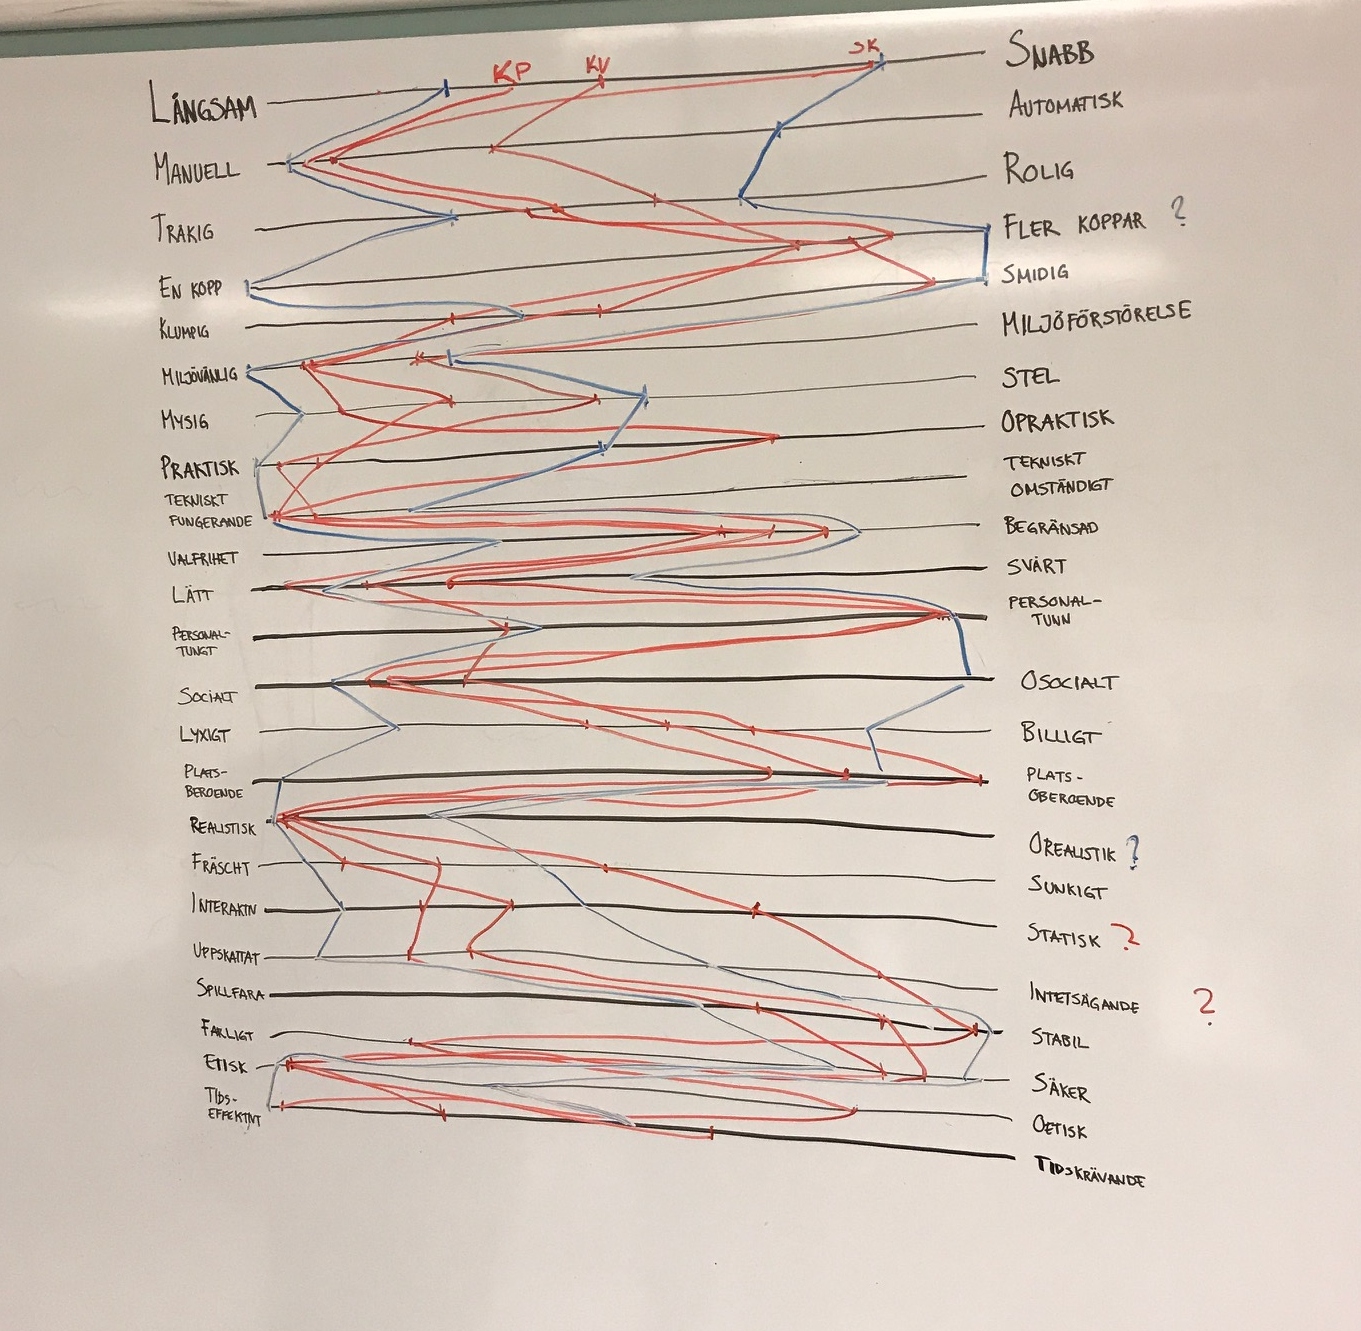 KP KV SK
LÅNGSAM SNABB
MANUELL AUTOMATISK
TRÅKIG ROLIG
EN KOPP FLER KOPPAR ?
KLUMPIG SMIDIG
MILJÖVÄNLIG MILJÖFÖRSTÖRELSE
MYSIG STEL
PRAKTISK OPRAKTISK
TEKNISKT TEKNISKT
FUNGERANDE OMSTÄNDIGT
VALFRIHET BEGRÄNSAD
LÄTT SVÅRT
PERSONAL- PERSONAL-
TUNGT TUNN
SOCIALT OSOCIALT
LYXIGT BILLIGT
PLATS- PLATS-
BEROENDE OBEROENDE
REALISTISK OREALISTIK ?
FRÄSCHT SUNKIGT
INTERAKTIV STATISK ?
UPPSKATTAT INTETSÄGANDE ?
SPILLFARA STABIL
FARLIGT SÄKER
ETISK OETISK
TIDS-
EFFEKTIVT TIDSKRÄVANDE